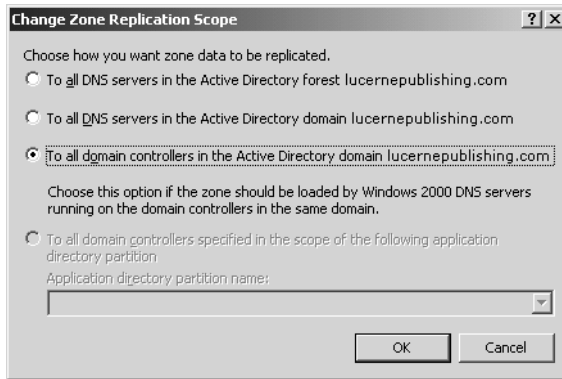 Change Zone Replication Scope
Choose how you want zone data to be replicated.
To all DNS servers in the Active Directory forest lucernepublishing.com
To all DNS servers in the Active Directory domain lucernepublishing.com
To all domain controllers in the Active Directory domain lucernepublishing.com
Choose this option if the zone should be loaded by Windows 2000 DNS servers
running on the domain controllers in the same domain.
To all domain controllers specified in the scope of the following application
directory partition
Application directory partition name:
OK Cancel